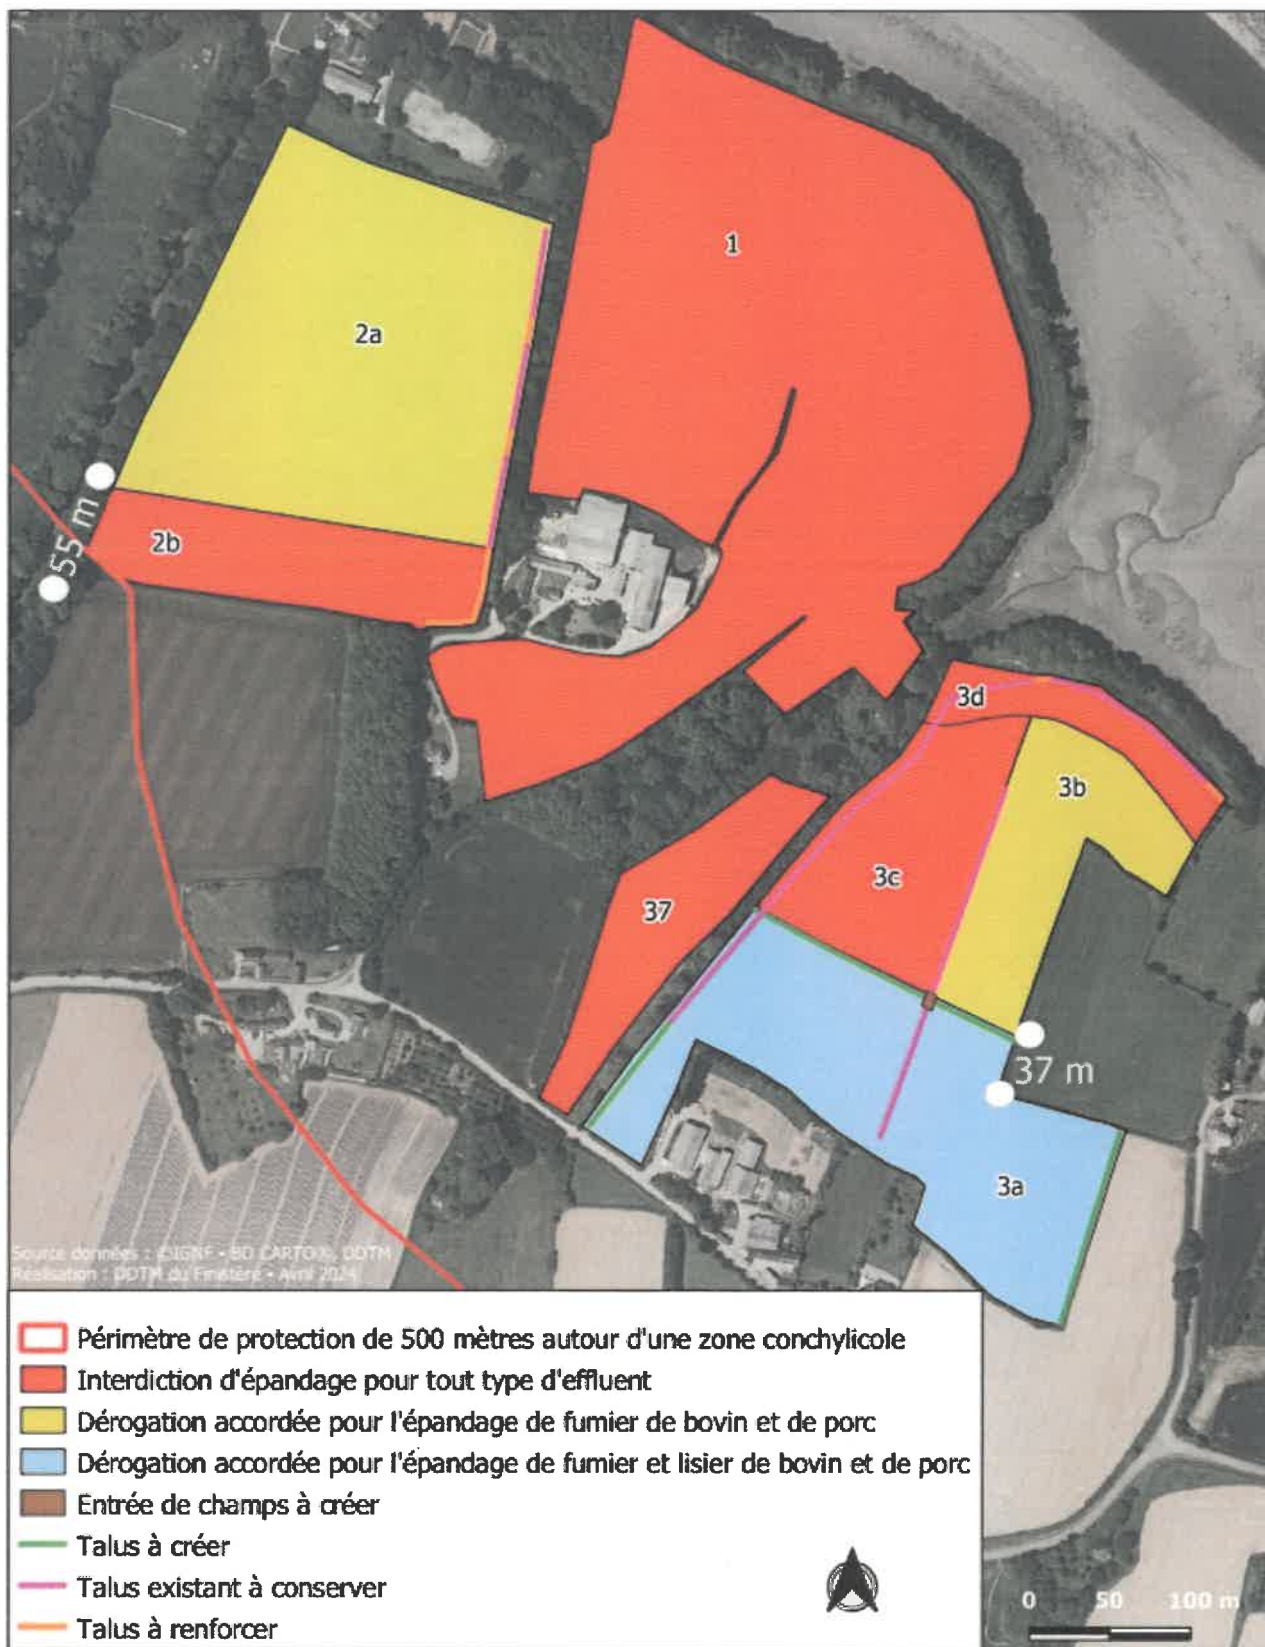 1
2a
2b
55 m
3d
3b
3c
37
37 m
3a
Source données : ©IGNF • BD CARTO®, DDTM
Réalisation : DDTM du Finistère • Avril 2024
Périmètre de protection de 500 mètres autour d'une zone conchylicole
Interdiction d'épandage pour tout type d'effluent
Dérogation accordée pour l'épandage de fumier de bovin et de porc
Dérogation accordée pour l'épandage de fumier et lisier de bovin et de porc
Entrée de champs à créer
Talus à créer
Talus existant à conserver
Talus à renforcer
0 50 100 m